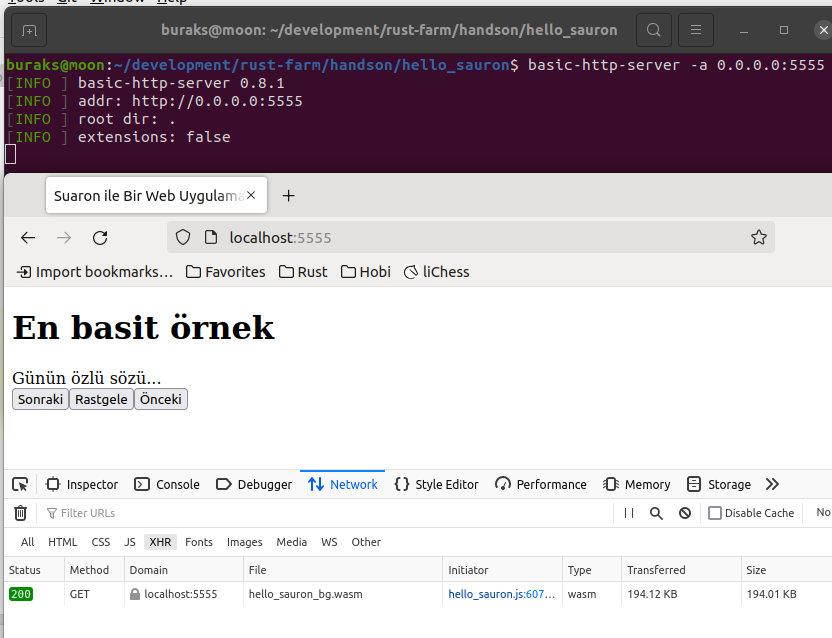 Tools Git Window Help
buraks@moon: ~/development/rust-farm/handson/hello_sauron
buraks@moon:~/development/rust-farm/handson/hello_sauron$ basic-http-server -a 0.0.0.0:5555
[INFO ] basic-http-server 0.8.1
[INFO ] addr: http://0.0.0.0:5555
[INFO ] root dir: .
[INFO ] extensions: false
Suaron ile Bir Web Uygulama
localhost:5555
Import bookmarks... Favorites Rust Hobi liChess
En basit örnek
Günün özlü sözü...
Sonraki Rastgele Önceki
Inspector Console Debugger Network Style Editor Performance Memory Storage
Filter URLs Disable Cache No
All HTML CSS JS XHR Fonts Images Media WS Other
Status Method Domain File Initiator Type Transferred Size
200 GET localhost:5555 hello_sauron_bg.wasm hello_sauron.js:607... wasm 194.12 KB 194.01 KB